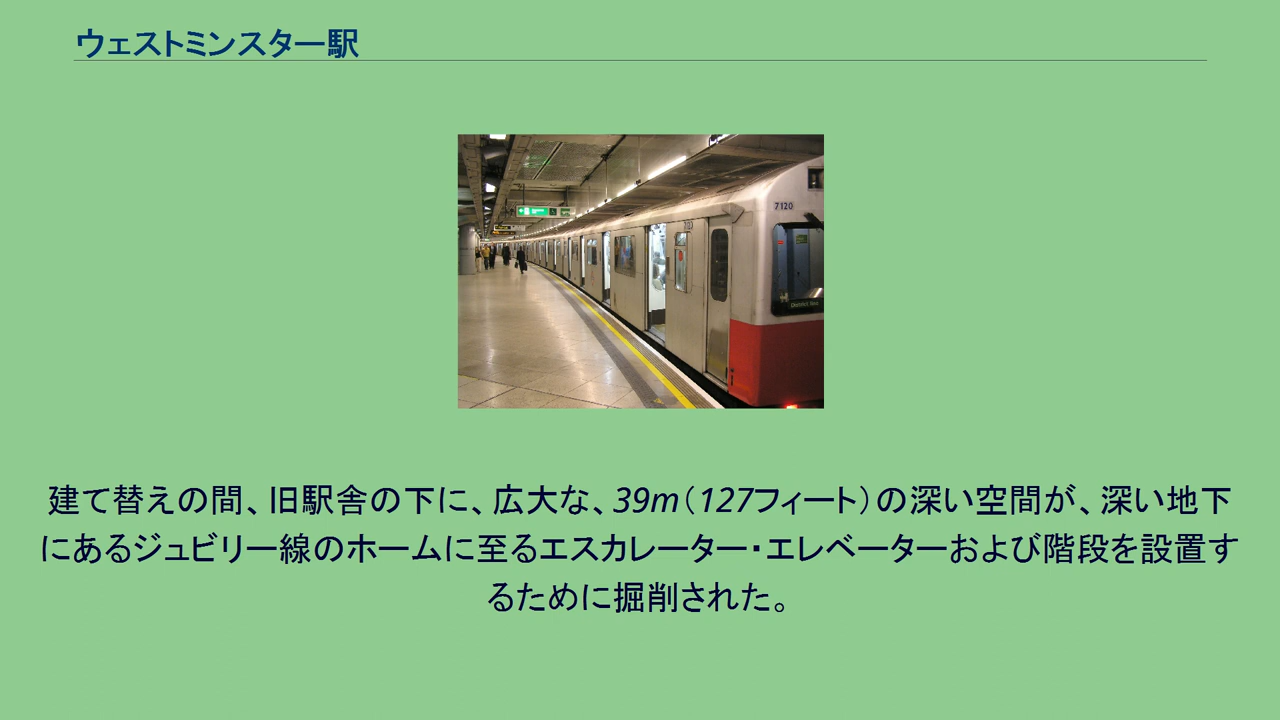 ウェストミンスター駅
7120
建て替えの間、旧駅舎の下に、広大な、39m（127フィート）の深い空間が、深い地下
にあるジュビリー線のホームに至るエスカレーター・エレベーターおよび階段を設置す
るために掘削された。